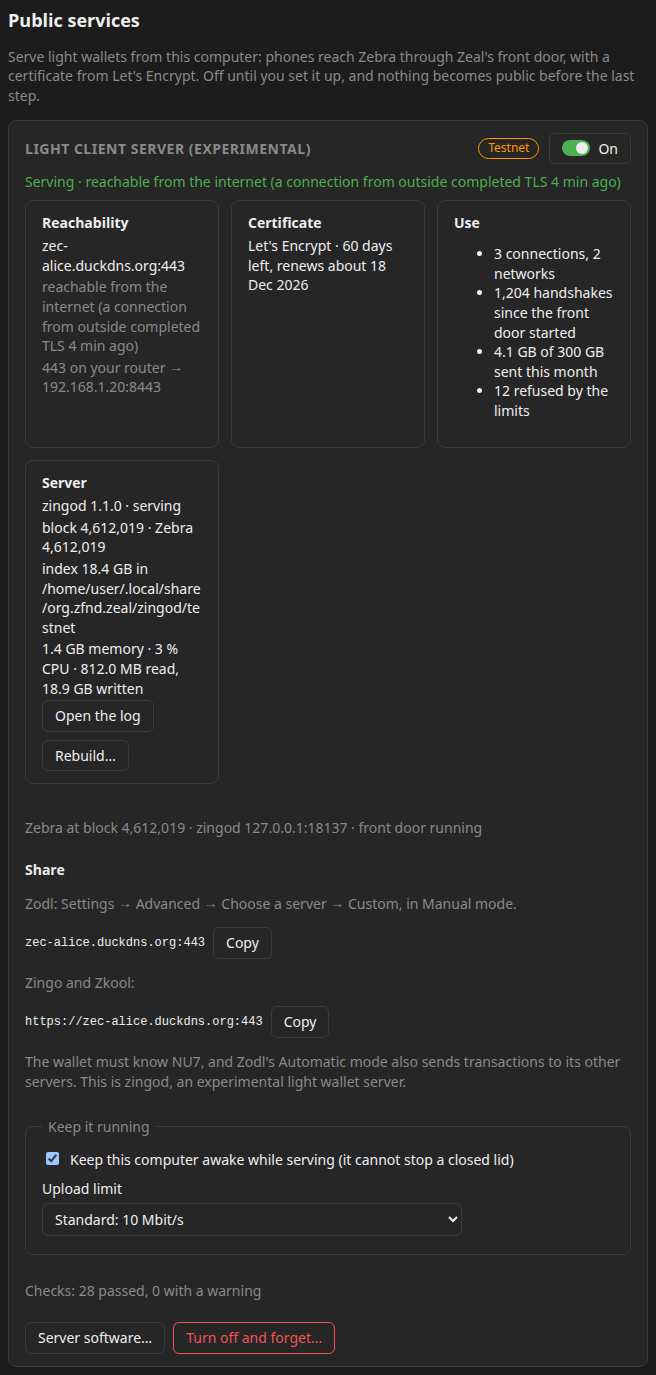 Public services
Serve light wallets from this computer: phones reach Zebra through Zeal's front door, with a
certificate from Let's Encrypt. Off until you set it up, and nothing becomes public before the last
step.
LIGHT CLIENT SERVER (EXPERIMENTAL)
Testnet
On
Serving · reachable from the internet (a connection from outside completed TLS 4 min ago)
Reachability
zec-
alice.duckdns.org:443
reachable from the
internet (a connection
from outside completed
TLS 4 min ago)
443 on your router →
192.168.1.20:8443
Certificate
Let's Encrypt · 60 days
left, renews about 18
Dec 2026
Use
• 3 connections, 2
networks
• 1,204 handshakes
since the front
door started
• 4.1 GB of 300 GB
sent this month
• 12 refused by the
limits
Server
zingod 1.1.0 · serving
block 4,612,019 · Zebra
4,612,019
index 18.4 GB in
/home/user/.local/share
/org.zfnd.zeal/zingod/te
stnet
1.4 GB memory · 3 %
CPU · 812.0 MB read,
18.9 GB written
Open the log
Rebuild...
Zebra at block 4,612,019 · zingod 127.0.0.1:18137 · front door running
Share
Zodl: Settings → Advanced → Choose a server → Custom, in Manual mode.
zec-alice.duckdns.org:443
Copy
Zingo and Zkool:
https://zec-alice.duckdns.org:443
Copy
The wallet must know NU7, and Zodl's Automatic mode also sends transactions to its other
servers. This is zingod, an experimental light wallet server.
Keep it running
Keep this computer awake while serving (it cannot stop a closed lid)
Upload limit
Standard: 10 Mbit/s
Checks: 28 passed, 0 with a warning
Server software...
Turn off and forget...